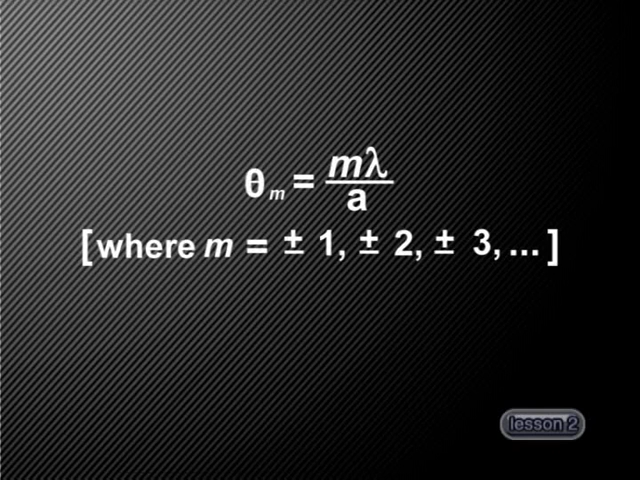 θm = mλ/a
[where m = ± 1, ± 2, ± 3, ...]
lesson 2